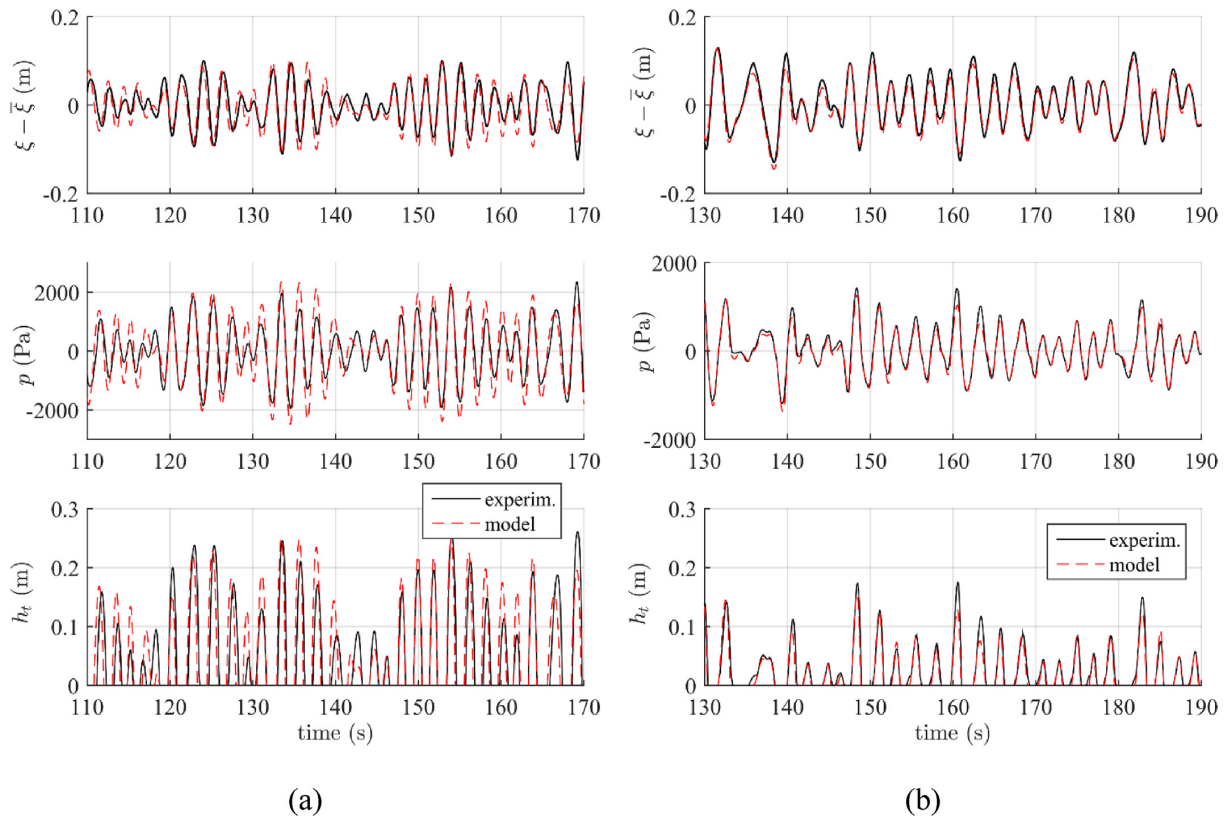 0.2
ξ − ξ̄ (m)
0
-0.2
110 120 130 140 150 160 170
2000
p (Pa)
0
-2000
110 120 130 140 150 160 170
experim.
model
0.3
0.2
h_t (m)
0.1
0
110 120 130 140 150 160 170
time (s)
(a)
0.2
ξ − ξ̄ (m)
0
-0.2
130 140 150 160 170 180 190
2000
p (Pa)
0
-2000
130 140 150 160 170 180 190
0.3
experim.
model
0.2
h_t (m)
0.1
0
130 140 150 160 170 180 190
time (s)
(b)